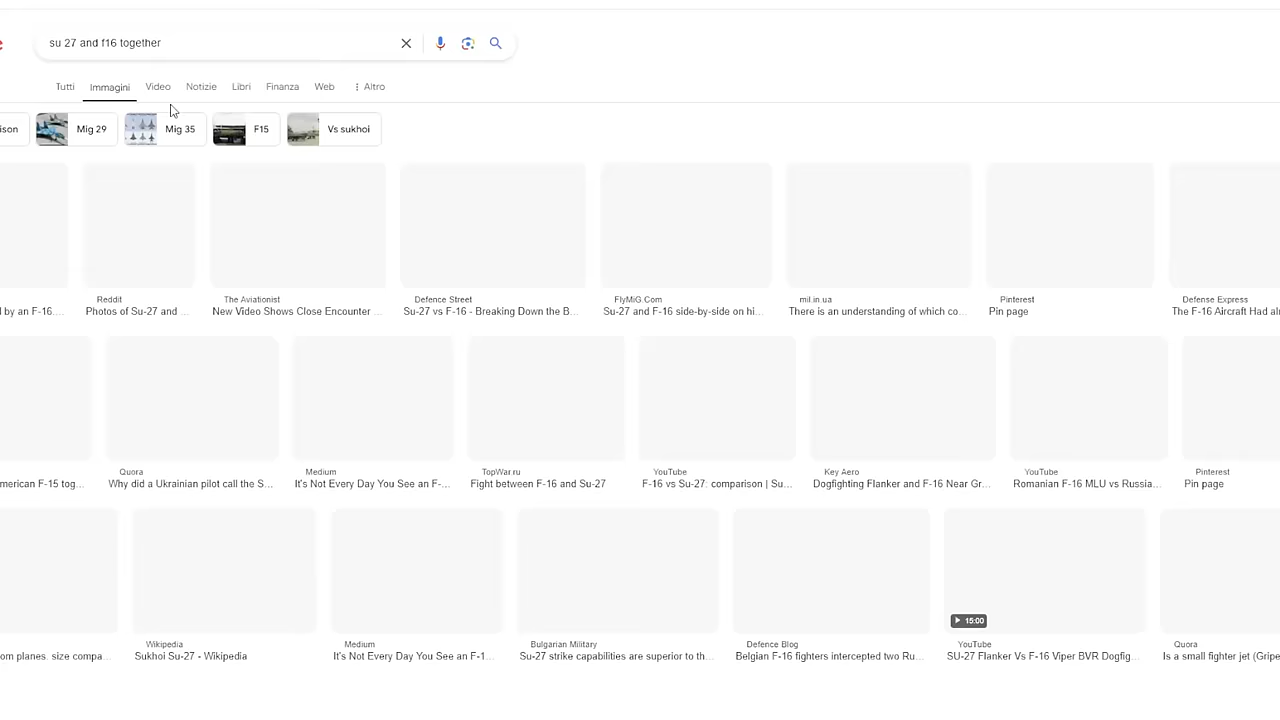 su 27 and f16 together
Tutti Immagini Video Notizie Libri Finanza Web Altro
Mig 29 Mig 35 F15 Vs sukhoi
Reddit The Aviationist Defence Street FlyMiG.Com mil.in.ua Pinterest Defense Express
by an F-16.... Photos of Su-27 and ... New Video Shows Close Encounter ... Su-27 vs F-16 - Breaking Down the B... Su-27 and F-16 side-by-side on hi... There is an understanding of which co... Pin page The F-16 Aircraft Had
Quora Medium TopWar.ru YouTube Key Aero YouTube Pinterest
F-15 tog... Why did a Ukrainian pilot call the S... It's Not Every Day You See an F-... Fight between F-16 and Su-27 F-16 vs Su-27: comparison | Su... Dogfighting Flanker and F-16 Near Gr... Romanian F-16 MLU vs Russia... Pin page
15:00
Wikipedia Medium Bulgarian Military Defence Blog YouTube Quora
planes. size compa... Sukhoi Su-27 - Wikipedia It's Not Every Day You See an F-1... Su-27 strike capabilities are superior to th... Belgian F-16 fighters intercepted two Ru... SU-27 Flanker Vs F-16 Viper BVR Dogfig... Is a small fighter jet (Gripe